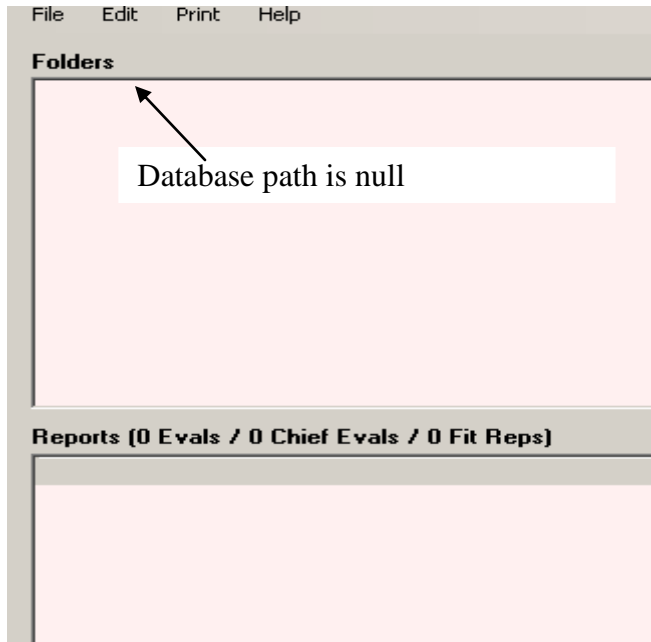 File Edit Print Help
Folders
Database path is null
Reports (0 Evals / 0 Chief Evals / 0 Fit Reps)